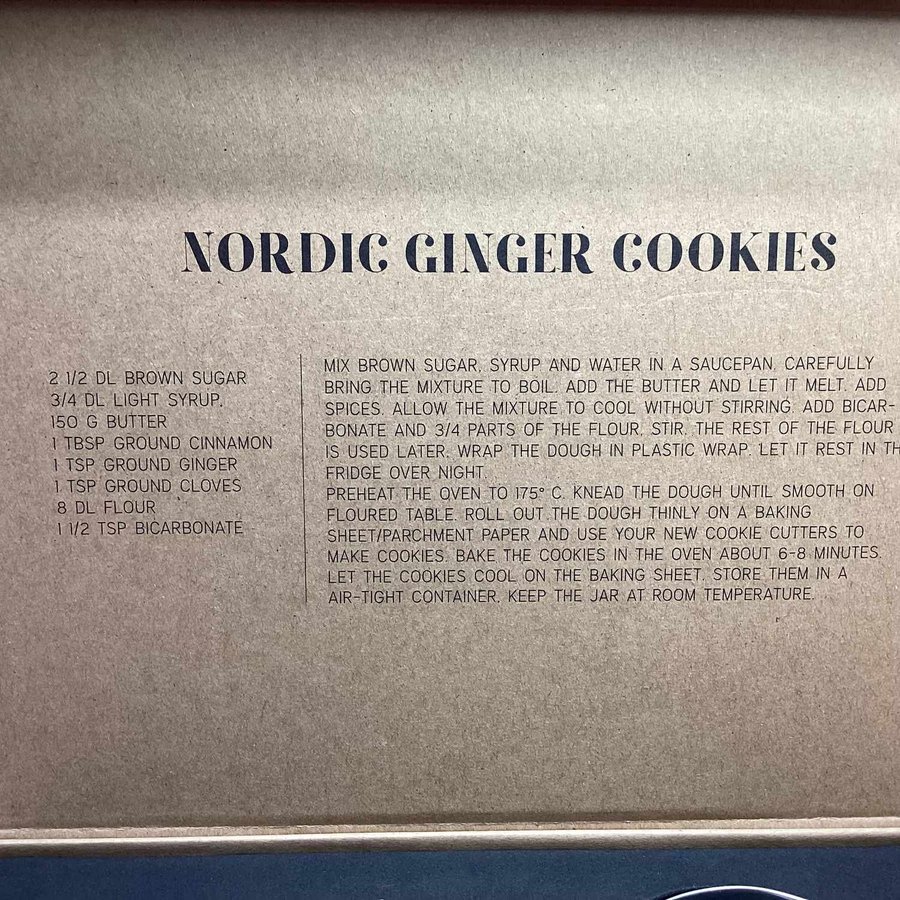 NORDIC GINGER COOKIES
2 1/2 DL BROWN SUGAR
3/4 DL LIGHT SYRUP,
150 G BUTTER
1 TBSP GROUND CINNAMON
1 TSP GROUND GINGER
1 TSP GROUND CLOVES
8 DL FLOUR
1 1/2 TSP BICARBONATE
MIX BROWN SUGAR, SYRUP AND WATER IN A SAUCEPAN. CAREFULLY
BRING THE MIXTURE TO BOIL. ADD THE BUTTER AND LET IT MELT. ADD
SPICES. ALLOW THE MIXTURE TO COOL WITHOUT STIRRING. ADD BICAR-
BONATE AND 3/4 PARTS OF THE FLOUR, STIR. THE REST OF THE FLOUR
IS USED LATER. WRAP THE DOUGH IN PLASTIC WRAP. LET IT REST IN TH
FRIDGE OVER NIGHT.
PREHEAT THE OVEN TO 175° C. KNEAD THE DOUGH UNTIL SMOOTH ON
FLOURED TABLE. ROLL OUT THE DOUGH THINLY ON A BAKING
SHEET/PARCHMENT PAPER AND USE YOUR NEW COOKIE CUTTERS TO
MAKE COOKIES. BAKE THE COOKIES IN THE OVEN ABOUT 6-8 MINUTES.
LET THE COOKIES COOL ON THE BAKING SHEET. STORE THEM IN A
AIR-TIGHT CONTAINER. KEEP THE JAR AT ROOM TEMPERATURE.